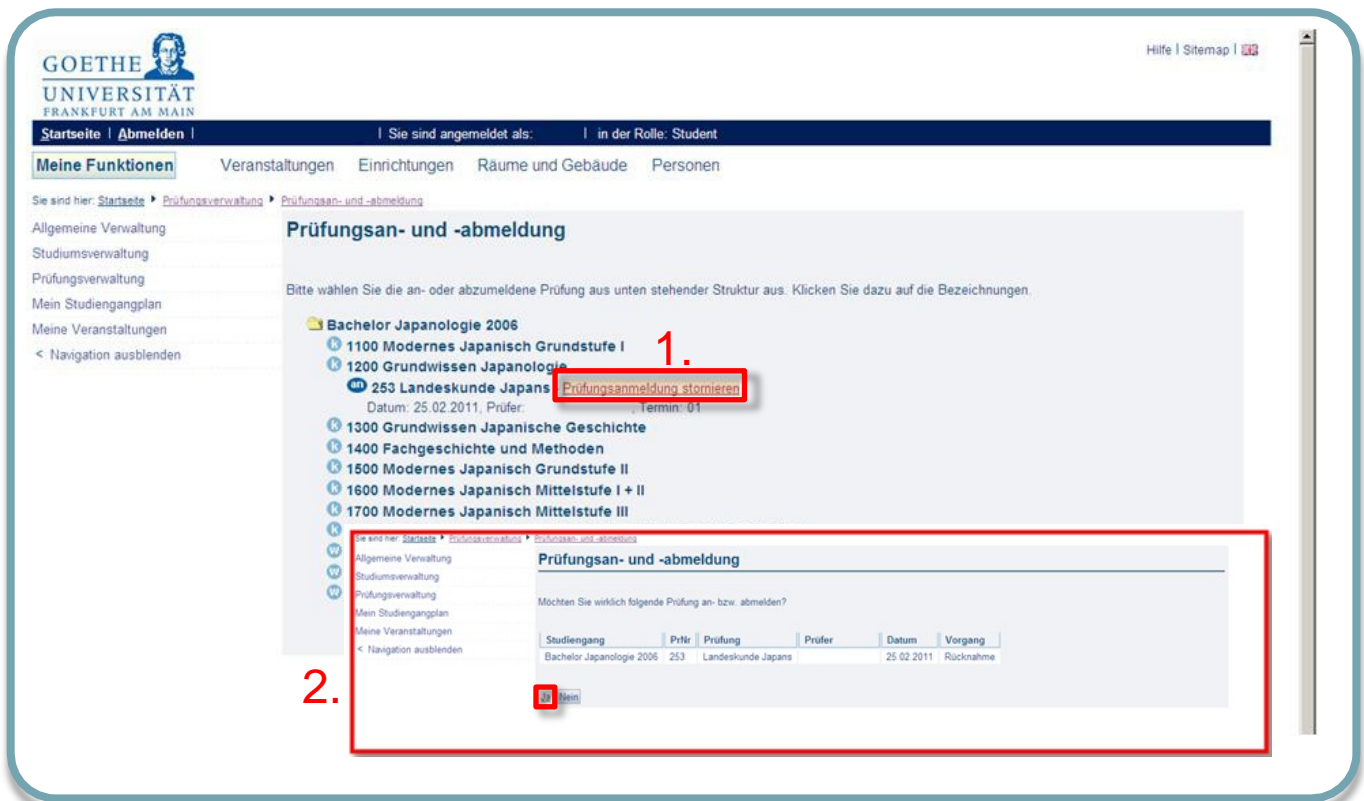 GOETHE
UNIVERSITÄT
FRANKFURT AM MAIN
Hilfe | Sitemap |
Startseite | Abmelden | | Sie sind angemeldet als: | in der Rolle: Student
Meine Funktionen Veranstaltungen Einrichtungen Räume und Gebäude Personen
Sie sind hier: Startseite Prüfungsverwaltung Prüfungsan- und -abmeldung
Allgemeine Verwaltung
Studiumsverwaltung
Prüfungsverwaltung
Mein Studiengangplan
Meine Veranstaltungen
< Navigation ausblenden
Prüfungsan- und -abmeldung
Bitte wählen Sie die an- oder abzumeldene Prüfung aus unten stehender Struktur aus. Klicken Sie dazu auf die Bezeichnungen.
Bachelor Japanologie 2006
k 1100 Modernes Japanisch Grundstufe I
1.
k 1200 Grundwissen Japanologie
an 253 Landeskunde Japans Prüfungsanmeldung stornieren
Datum: 25.02.2011, Prüfer: , Termin: 01
k 1300 Grundwissen Japanische Geschichte
k 1400 Fachgeschichte und Methoden
k 1500 Modernes Japanisch Grundstufe II
k 1600 Modernes Japanisch Mittelstufe I + II
k 1700 Modernes Japanisch Mittelstufe III
k
w
w
w
2.
Sie sind hier: Startseite Prüfungsverwaltung Prüfungsan- und -abmeldung
Allgemeine Verwaltung
Studiumsverwaltung
Prüfungsverwaltung
Mein Studiengangplan
Meine Veranstaltungen
< Navigation ausblenden
Prüfungsan- und -abmeldung
Möchten Sie wirklich folgende Prüfung an- bzw. abmelden?
Studiengang PrNr Prüfung Prüfer Datum Vorgang
Bachelor Japanologie 2006 253 Landeskunde Japans 25.02.2011 Rücknahme
Ja Nein